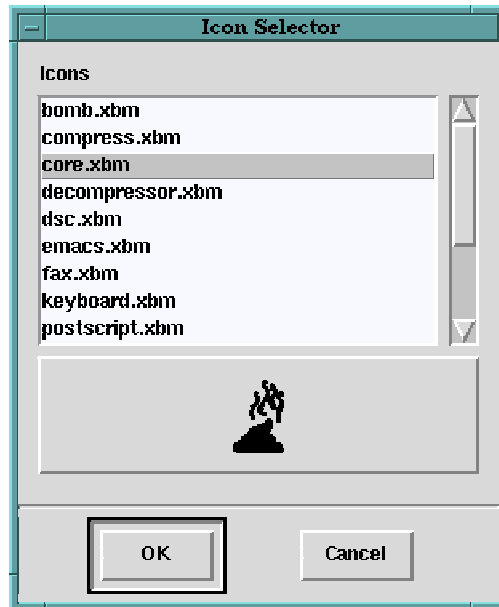 Icon Selector
Icons
bomb.xbm
compress.xbm
core.xbm
decompressor.xbm
dsc.xbm
emacs.xbm
fax.xbm
keyboard.xbm
postscript.xbm
OK
Cancel